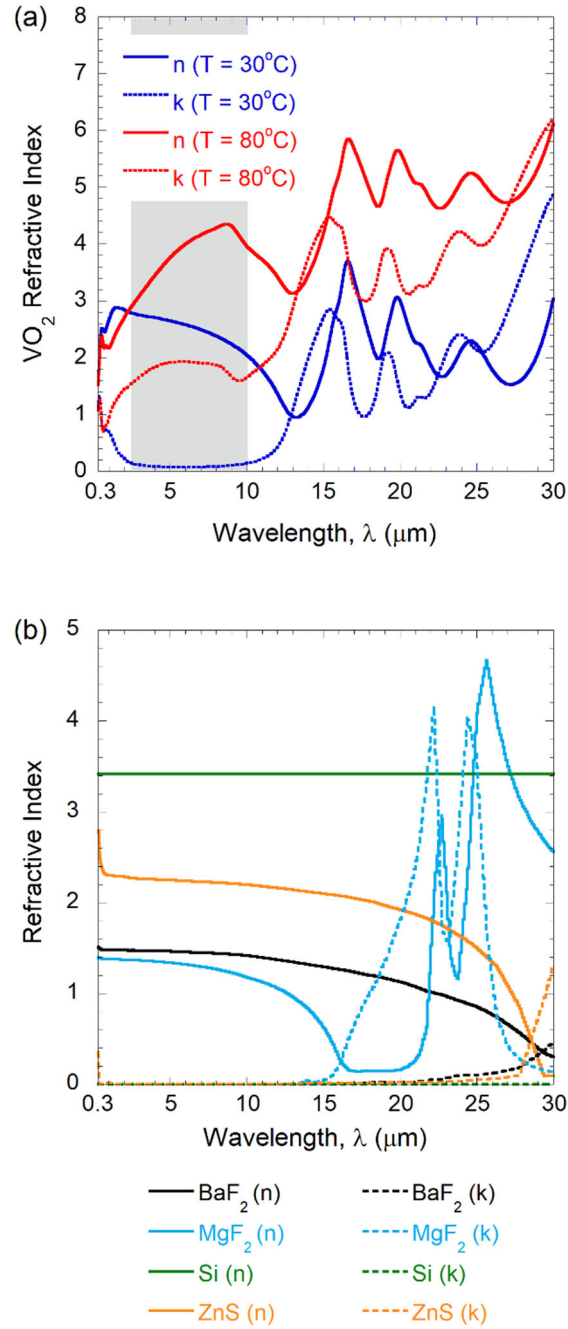 (a)
8
7
6
5
4
3
2
1
0
VO₂ Refractive Index
n (T = 30°C)
k (T = 30°C)
n (T = 80°C)
k (T = 80°C)
0.3 5 10 15 20 25 30
Wavelength, λ (μm)
(b)
5
4
3
2
1
0
Refractive Index
0.3 5 10 15 20 25 30
Wavelength, λ (μm)
BaF₂ (n) BaF₂ (k)
MgF₂ (n) MgF₂ (k)
Si (n) Si (k)
ZnS (n) ZnS (k)